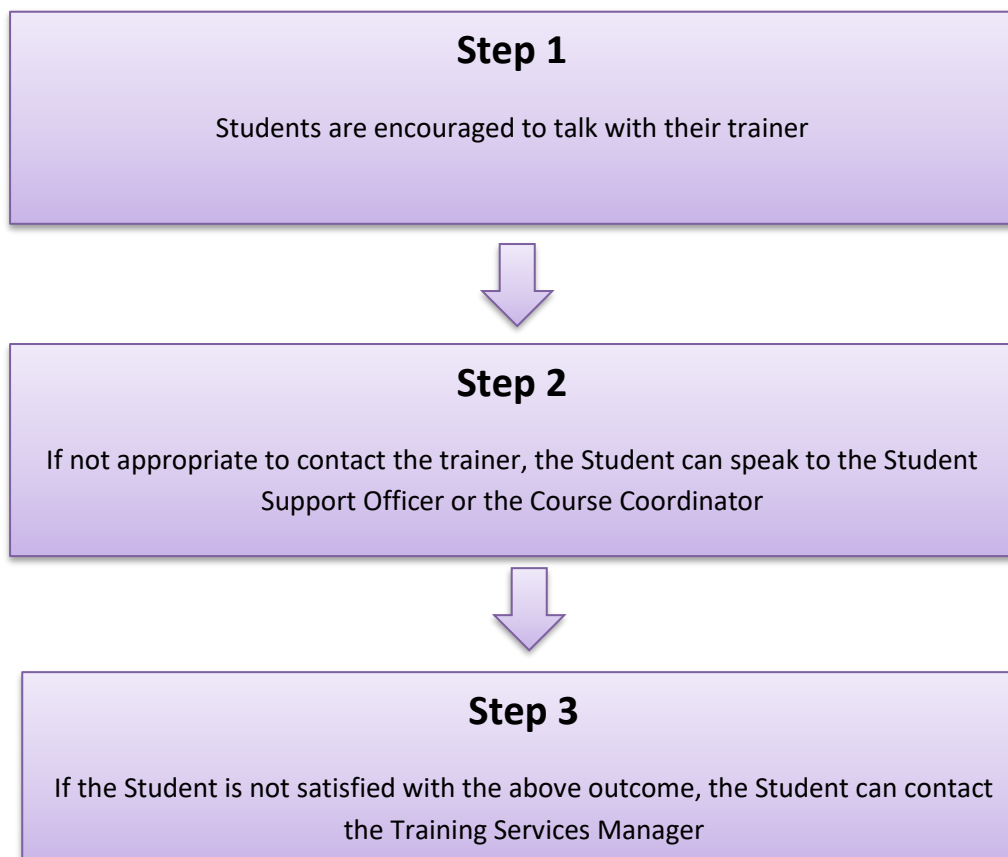 Step 1
Students are encouraged to talk with their trainer
Step 2
If not appropriate to contact the trainer, the Student can speak to the Student
Support Officer or the Course Coordinator
Step 3
If the Student is not satisfied with the above outcome, the Student can contact
the Training Services Manager